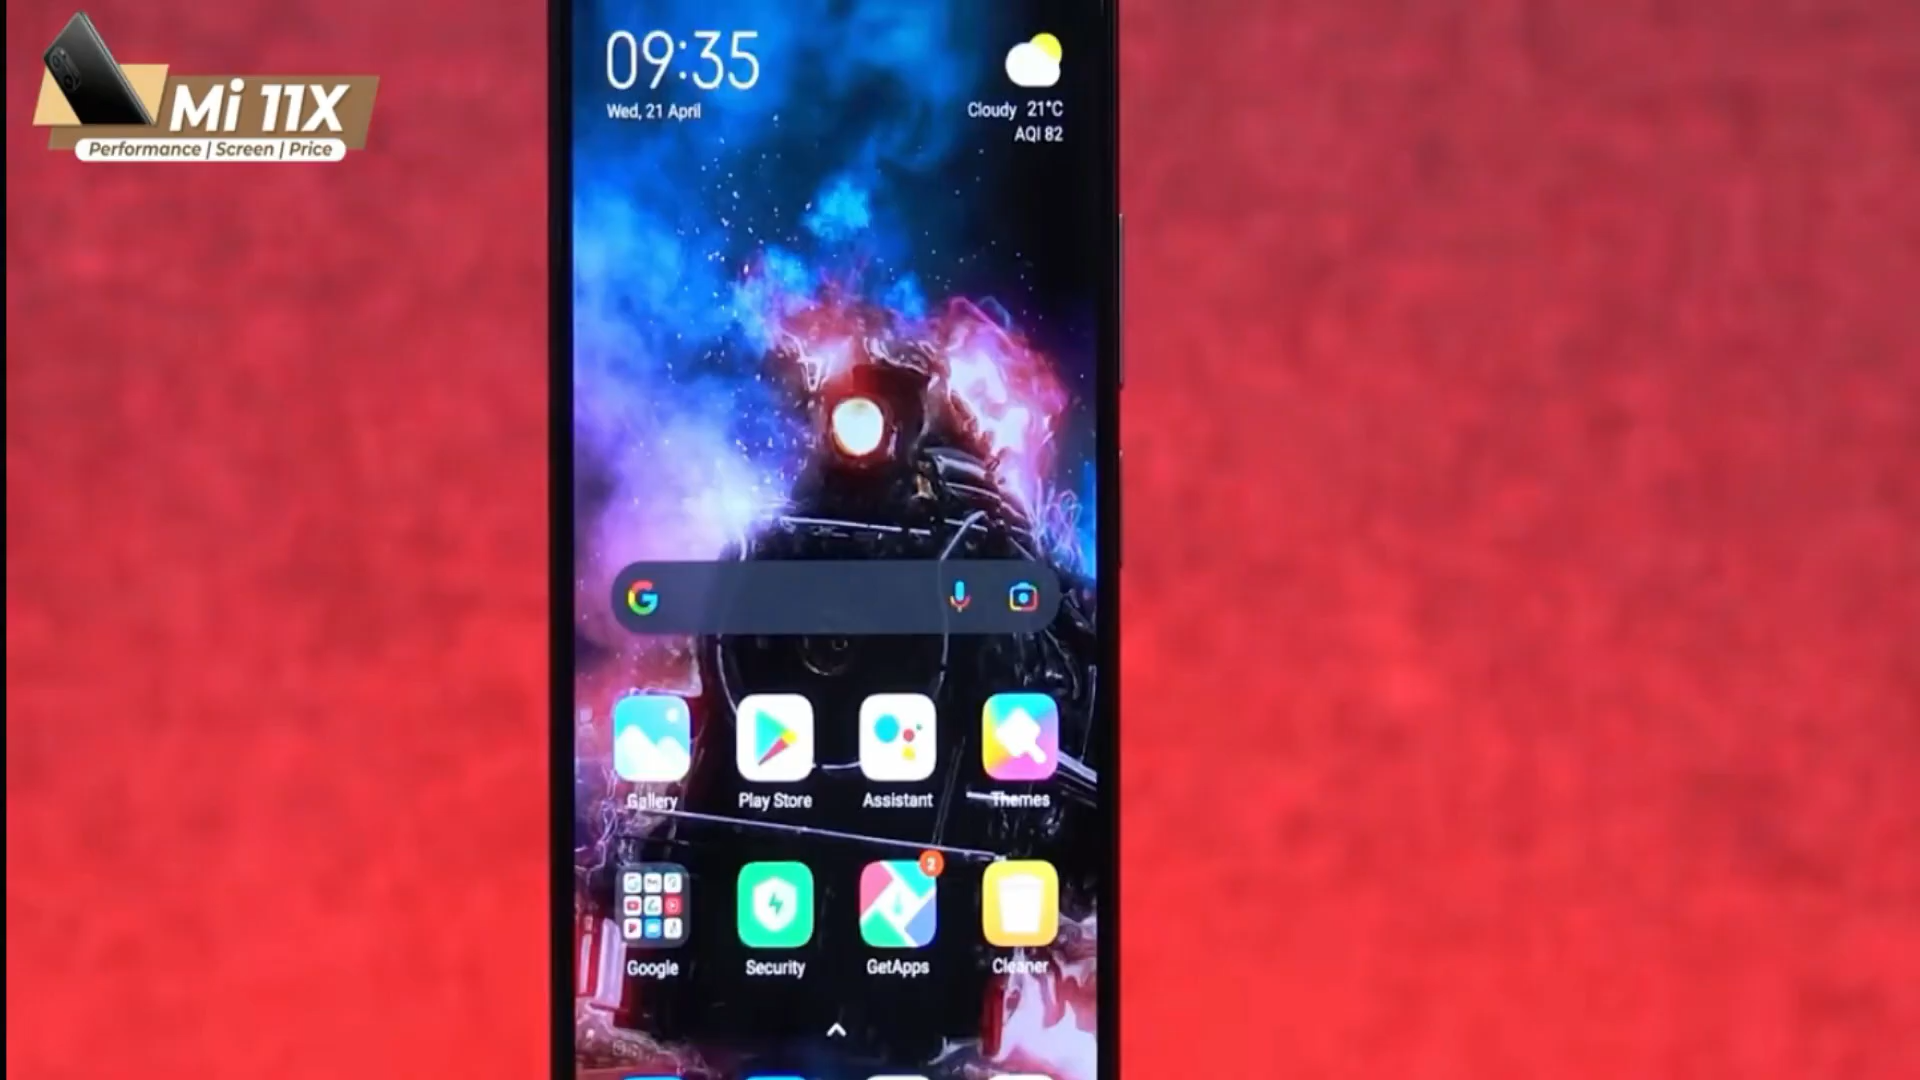 Mi 11X
Performance | Screen | Price
09:35
Wed, 21 April
Cloudy 21°C
AQI 82
Gallery
Play Store
Assistant
Themes
2
Google
Security
GetApps
Cleaner